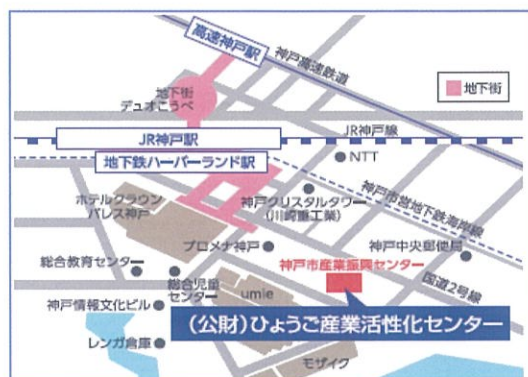 高速神戸駅
神戸高速鉄道
地下街
デュオこうべ
地下街
JR神戸駅
JR神戸線
地下鉄ハーバーランド駅
NTT
神戸市営地下鉄海岸線
ホテルクラウン
パレス神戸
神戸クリスタルタワー
(川崎重工業)
プロメナ神戸
神戸中央郵便局
神戸市産業振興センター
国道2号線
総合教育センター
総合児童
センター
umie
神戸情報文化ビル
(公財)ひょうご産業活性化センター
レンガ倉庫
モザイク